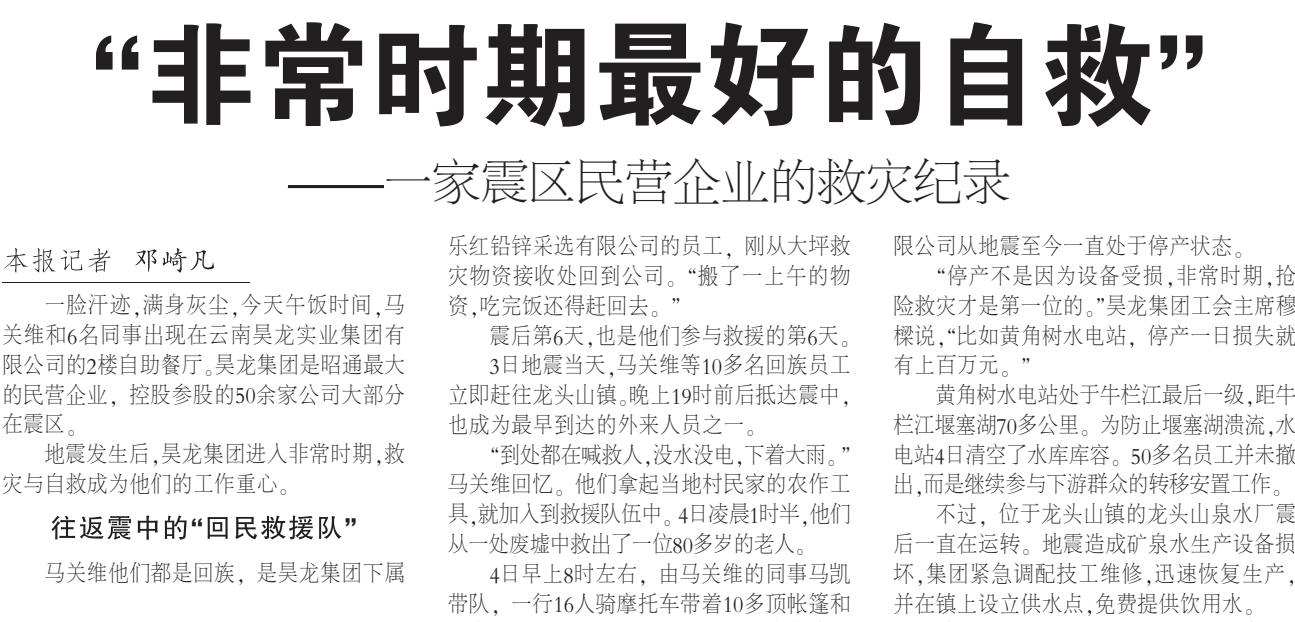 “非常时期最好的自救”
——一家震区民营企业的救灾纪录
本报记者 邓崎凡
一脸汗迹,满身灰尘,今天午饭时间,马
关维和6名同事出现在云南昊龙实业集团有
限公司的2楼自助餐厅。昊龙集团是昭通最大
的民营企业，控股参股的50余家公司大部分
在震区。
地震发生后,昊龙集团进入非常时期,救
灾与自救成为他们的工作重心。
往返震中的“回民救援队”
马关维他们都是回族，是昊龙集团下属
乐红铅锌采选有限公司的员工，刚从大坪救
灾物资接收处回到公司。“搬了一上午的物
资,吃完饭还得赶回去。”
震后第6天,也是他们参与救援的第6天。
3日地震当天,马关维等10多名回族员工
立即赶往龙头山镇。晚上19时前后抵达震中，
也成为最早到达的外来人员之一。
“到处都在喊救人,没水没电,下着大雨。”
马关维回忆。他们拿起当地村民家的农作工
具,就加入到救援队伍中。4日凌晨1时半,他们
从一处废墟中救出了一位80多岁的老人。
4日早上8时左右，由马关维的同事马凯
带队，一行16人骑摩托车带着10多顶帐篷和
限公司从地震至今一直处于停产状态。
“停产不是因为设备受损,非常时期,抢
险救灾才是第一位的。”昊龙集团工会主席穆
樑说,“比如黄角树水电站，停产一日损失就
有上百万元。”
黄角树水电站处于牛栏江最后一级,距牛
栏江堰塞湖70多公里。为防止堰塞湖溃流,水
电站4日清空了水库库容。50多名员工并未撤
出,而是继续参与下游群众的转移安置工作。
不过，位于龙头山镇的龙头山泉水厂震
后一直在运转。地震造成矿泉水生产设备损
坏,集团紧急调配技工维修,迅速恢复生产，
并在镇上设立供水点,免费提供饮用水。